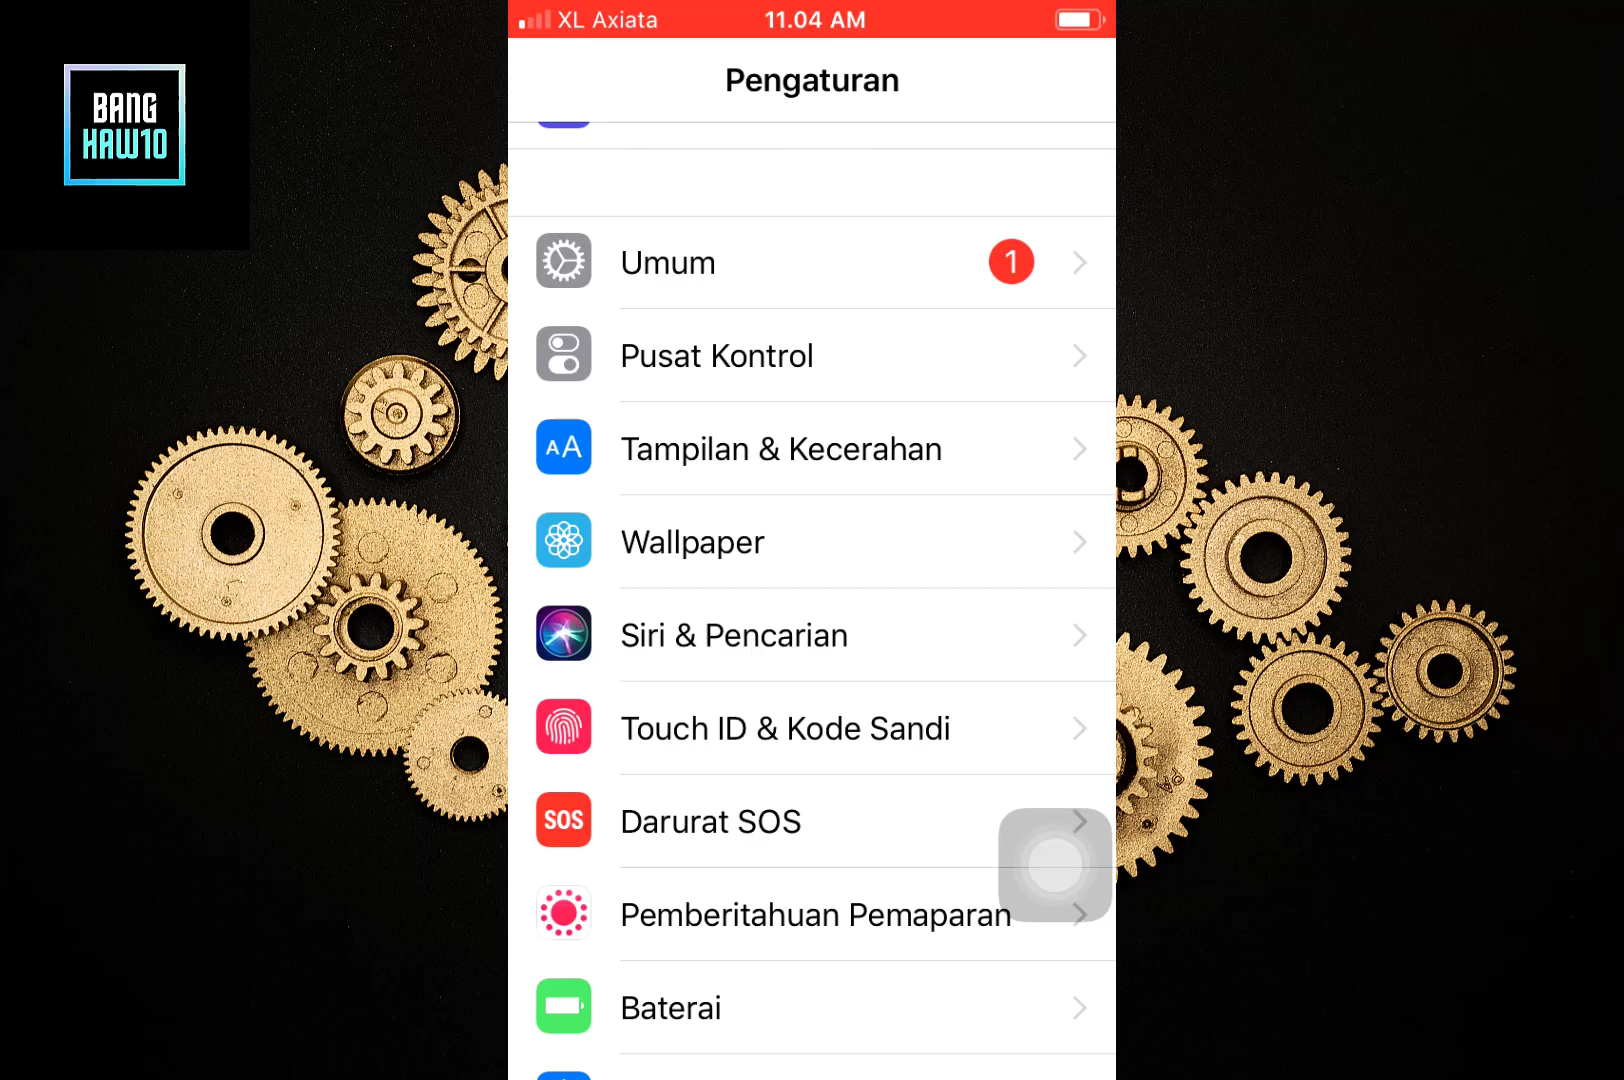 BANG
HAW10
XL Axiata 11.04 AM
Pengaturan
Umum 1
Pusat Kontrol
AA Tampilan & Kecerahan
Wallpaper
Siri & Pencarian
Touch ID & Kode Sandi
SOS Darurat SOS
Pemberitahuan Pemaparan
Baterai